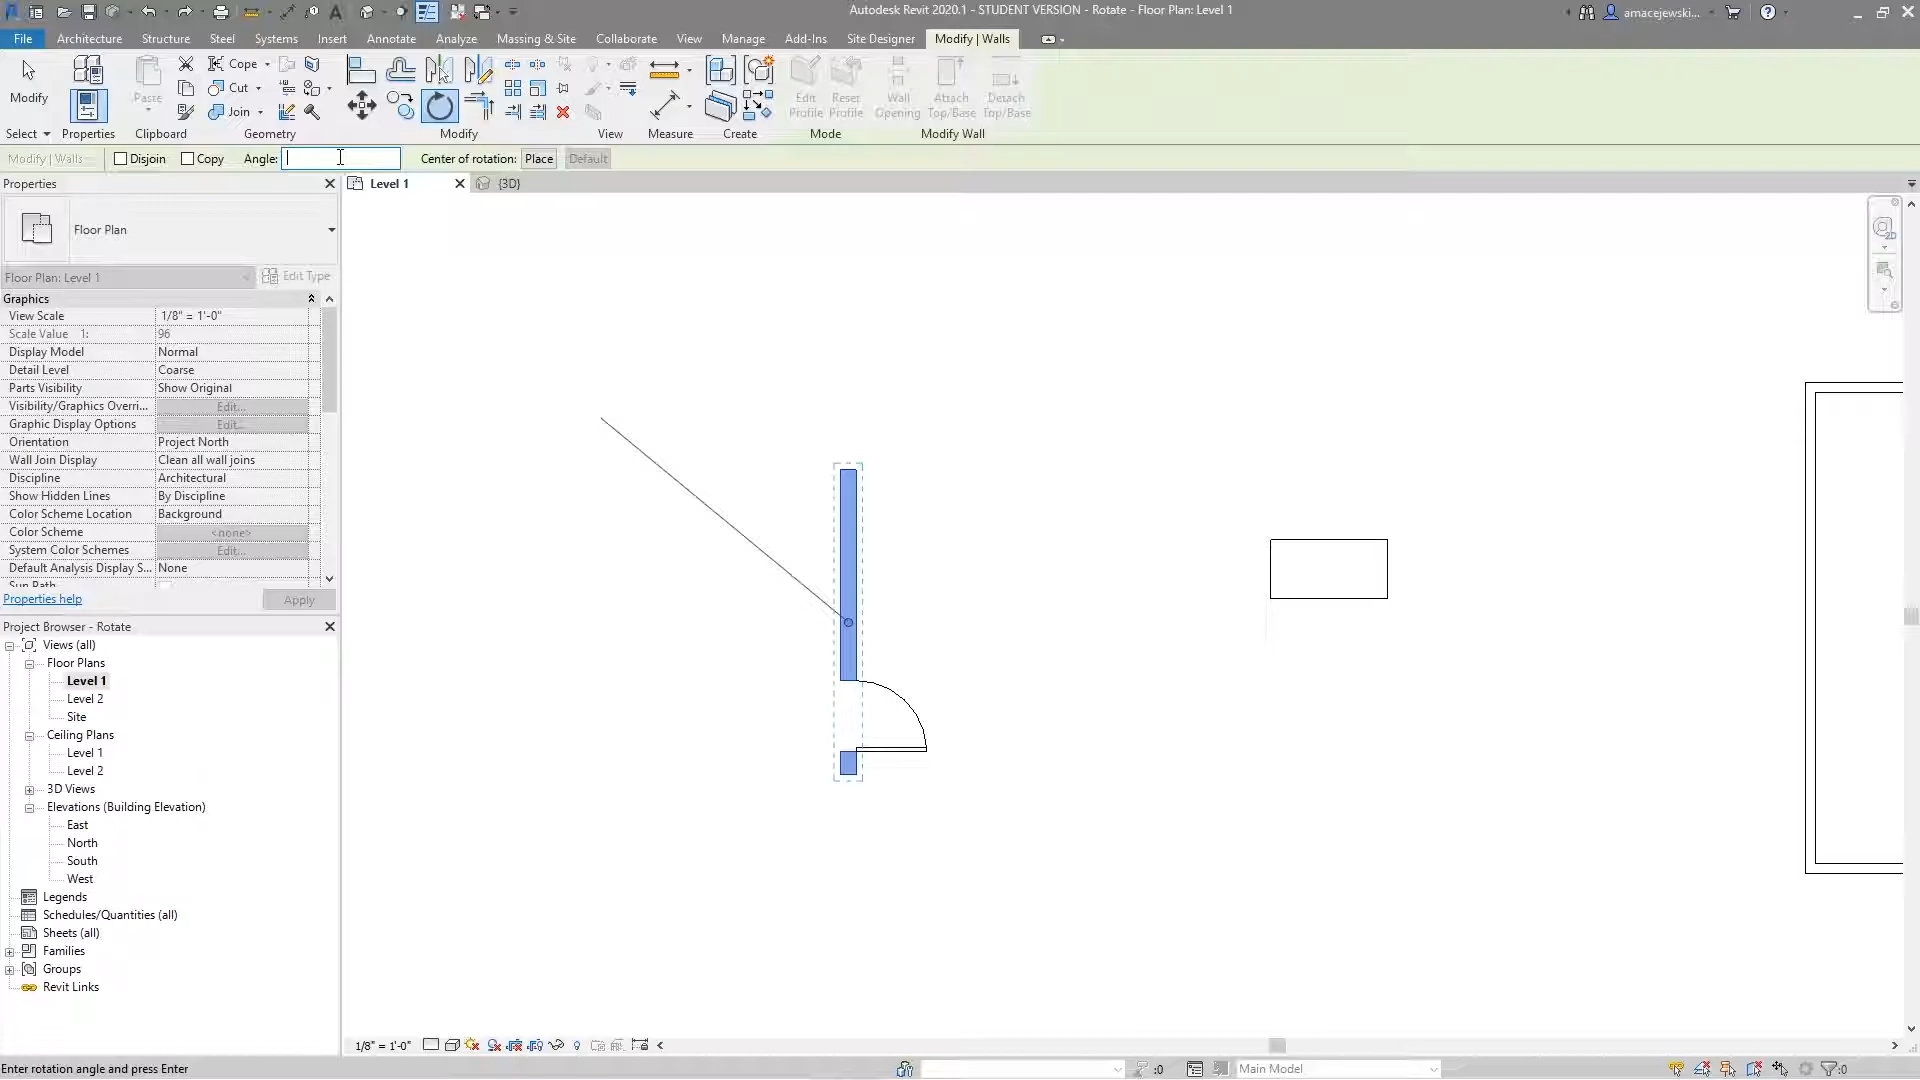 Autodesk Revit 2020.1 - STUDENT VERSION - Rotate - Floor Plan: Level 1
amacejewski...
File Architecture Structure Steel Systems Insert Annotate Analyze Massing & Site Collaborate View Manage Add-Ins Site Designer Modify | Walls
Modify
Paste
Cope
Cut
Join
Edit Profile
Reset Profile
Wall Opening
Attach Top/Base
Detach Top/Base
Select Properties Clipboard Geometry Modify View Measure Create Mode Modify Wall
Modify | Walls Disjoin Copy Angle: Center of rotation: Place Default
Properties
Level 1 {3D}
Floor Plan
Floor Plan: Level 1 Edit Type
Graphics
View Scale 1/8" = 1'-0"
Scale Value 1: 96
Display Model Normal
Detail Level Coarse
Parts Visibility Show Original
Visibility/Graphics Overri... Edit...
Graphic Display Options Edit...
Orientation Project North
Wall Join Display Clean all wall joins
Discipline Architectural
Show Hidden Lines By Discipline
Color Scheme Location Background
Color Scheme <none>
System Color Schemes Edit...
Default Analysis Display S... None
Sun Path
Properties help Apply
Project Browser - Rotate
Views (all)
Floor Plans
Level 1
Level 2
Site
Ceiling Plans
Level 1
Level 2
3D Views
Elevations (Building Elevation)
East
North
South
West
Legends
Schedules/Quantities (all)
Sheets (all)
Families
Groups
Revit Links
1/8" = 1'-0"
Enter rotation angle and press Enter
:0
Main Model
:0